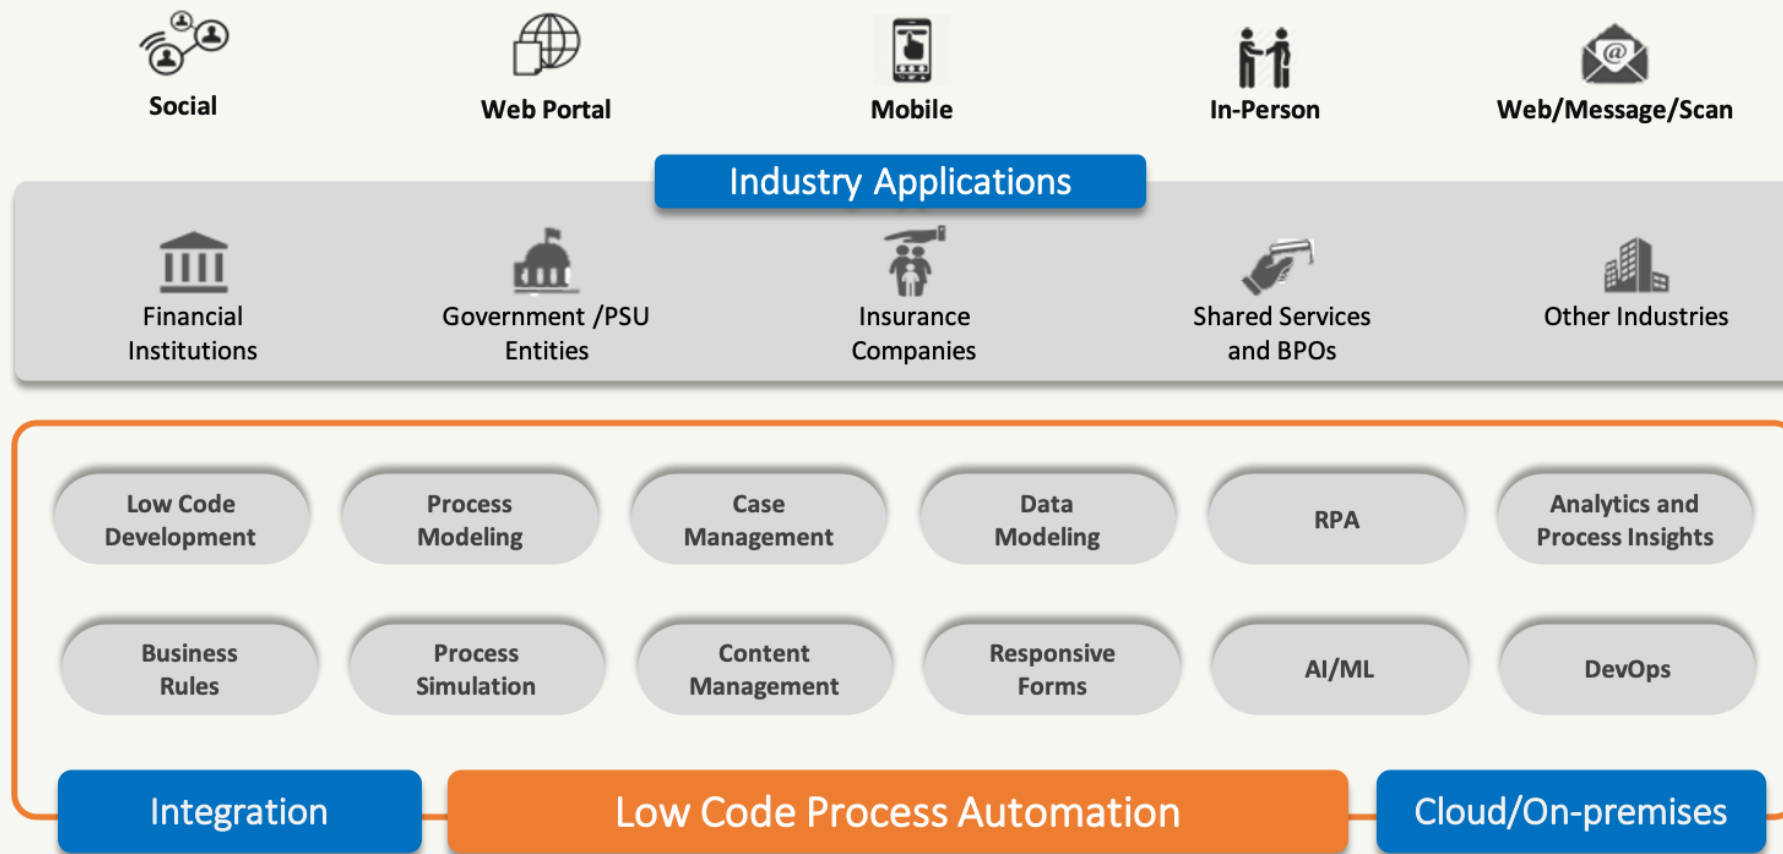 Social
Web Portal
Mobile
In-Person
Web/Message/Scan
Industry Applications
Financial
Institutions
Government /PSU
Entities
Insurance
Companies
Shared Services
and BPOs
Other Industries
Low Code
Development
Process
Modeling
Case
Management
Data
Modeling
RPA
Analytics and
Process Insights
Business
Rules
Process
Simulation
Content
Management
Responsive
Forms
AI/ML
DevOps
Integration
Low Code Process Automation
Cloud/On-premises